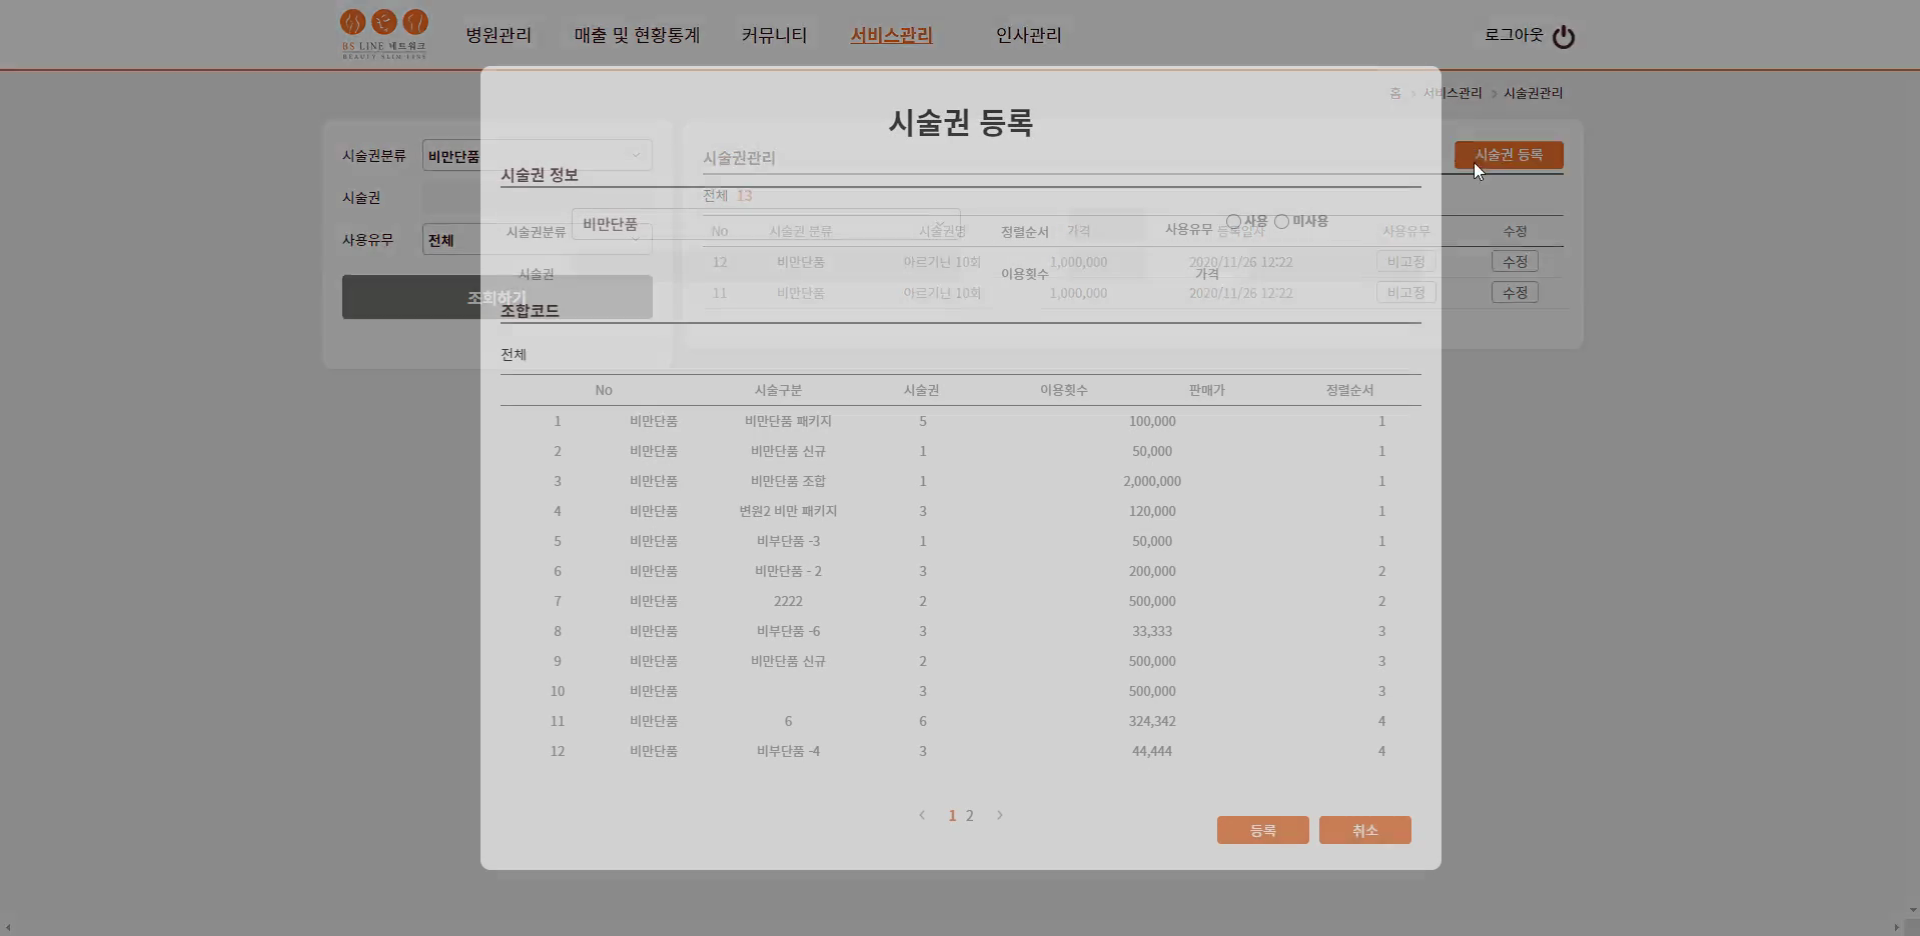 BS LINE 네트워크
BEAUTY SLIM LINE
병원관리 매출 및 현황통계 커뮤니티 서비스관리 인사관리 로그아웃
홈 > 서비스관리 > 시술권관리
시술권 등록
시술권분류 비만단품
시술권
사용유무 전체
조회하기
시술권관리 시술권 등록
전체 13
No 시술권 분류 시술권명 가격 등록일자 사용유무 수정
12 비만단품 아르기닌 10회 1,000,000 2020/11/26 12:22 비고정 수정
11 비만단품 아르기닌 10회 1,000,000 2020/11/26 12:22 비고정 수정
시술권 정보
시술권분류 비만단품 정렬순서 사용유무 사용 미사용
시술권 이용횟수 가격
조합코드
전체
No 시술구분 시술권 이용횟수 판매가 정렬순서
1 비만단품 비만단품 패키지 5 100,000 1
2 비만단품 비만단품 신규 1 50,000 1
3 비만단품 비만단품 조합 1 2,000,000 1
4 비만단품 변원2 비만 패키지 3 120,000 1
5 비만단품 비부단품 -3 1 50,000 1
6 비만단품 비만단품 - 2 3 200,000 2
7 비만단품 2222 2 500,000 2
8 비만단품 비부단품 -6 3 33,333 3
9 비만단품 비만단품 신규 2 500,000 3
10 비만단품 3 500,000 3
11 비만단품 6 6 324,342 4
12 비만단품 비부단품 -4 3 44,444 4
< 1 2 >
등록 취소